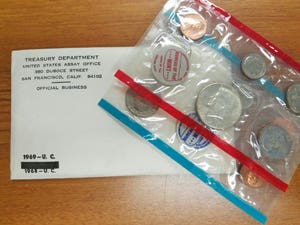 TREASURY DEPARTMENT
UNITED STATES ASSAY OFFICE
350 DUBOCE STREET
SAN FRANCISCO, CALIF. 94102
OFFICIAL BUSINESS
1969-U. C.
1968-U. C.